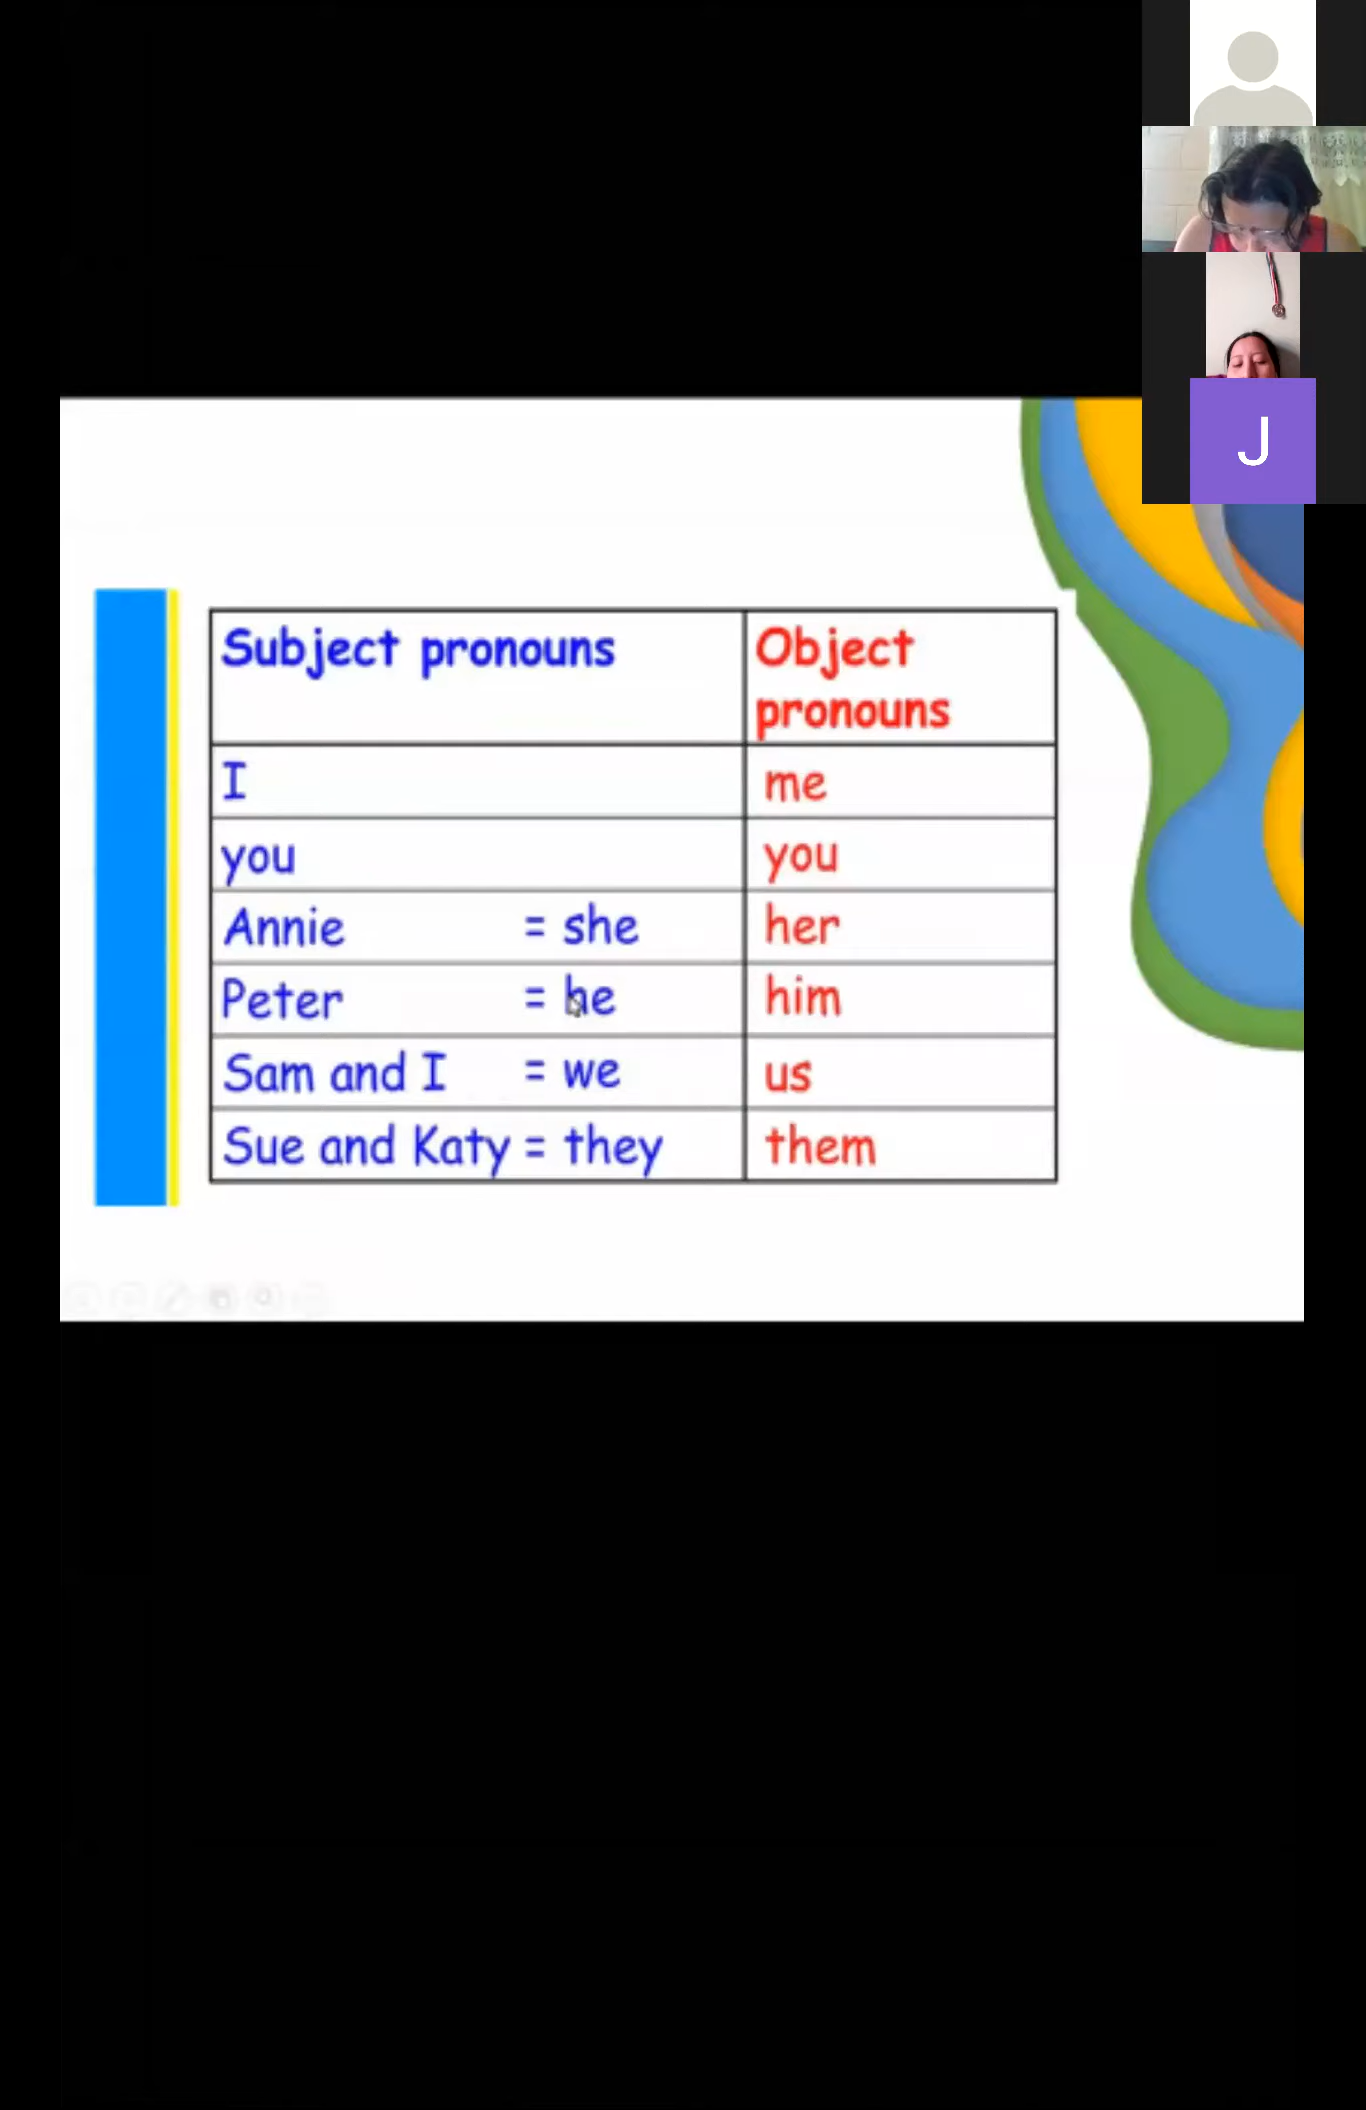 J
Subject pronouns Object
pronouns
I me
you you
Annie = she her
Peter = he him
Sam and I = we us
Sue and Katy = they them